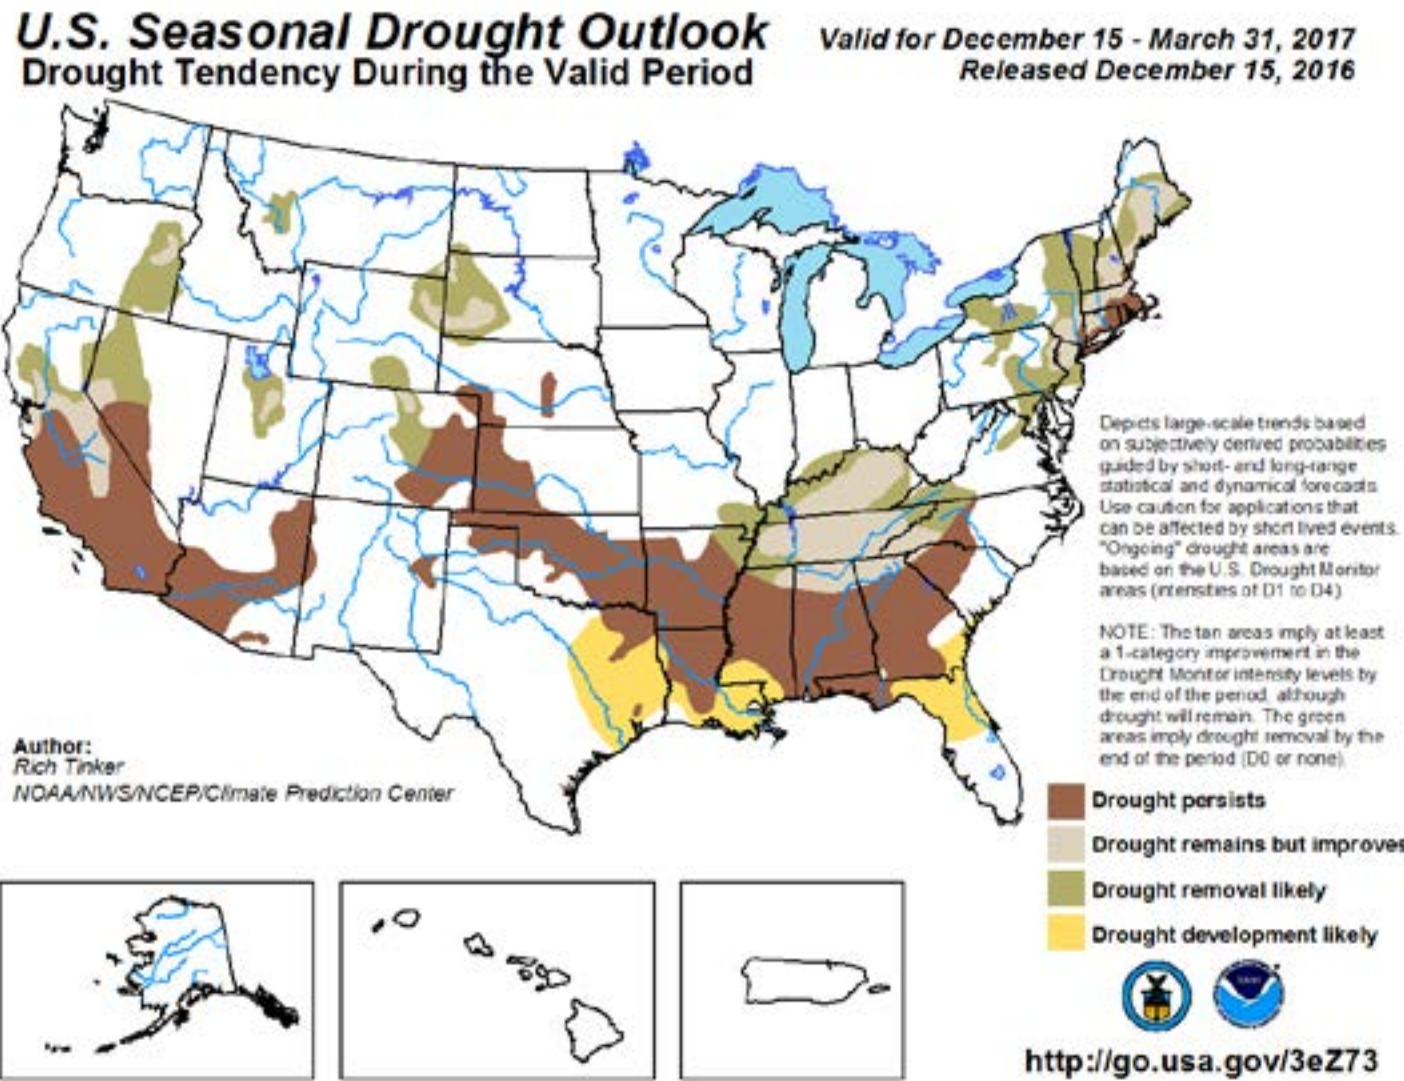 U.S. Seasonal Drought Outlook
Drought Tendency During the Valid Period
Valid for December 15 - March 31, 2017
Released December 15, 2016
Depicts large-scale trends based
on subjectively derived probabilities
guided by short- and long-range
statistical and dynamical forecasts.
Use caution for applications that
can be affected by short lived events.
"Ongoing" drought areas are
based on the U.S. Drought Monitor
areas (intensities of D1 to D4).
NOTE: The tan areas imply at least
a 1-category improvement in the
Drought Monitor intensity levels by
the end of the period, although
drought will remain. The green
areas imply drought removal by the
end of the period (D0 or none).
Author:
Rich Tinker
NOAA/NWS/NCEP/Climate Prediction Center
Drought persists
Drought remains but improves
Drought removal likely
Drought development likely
http://go.usa.gov/3eZ73